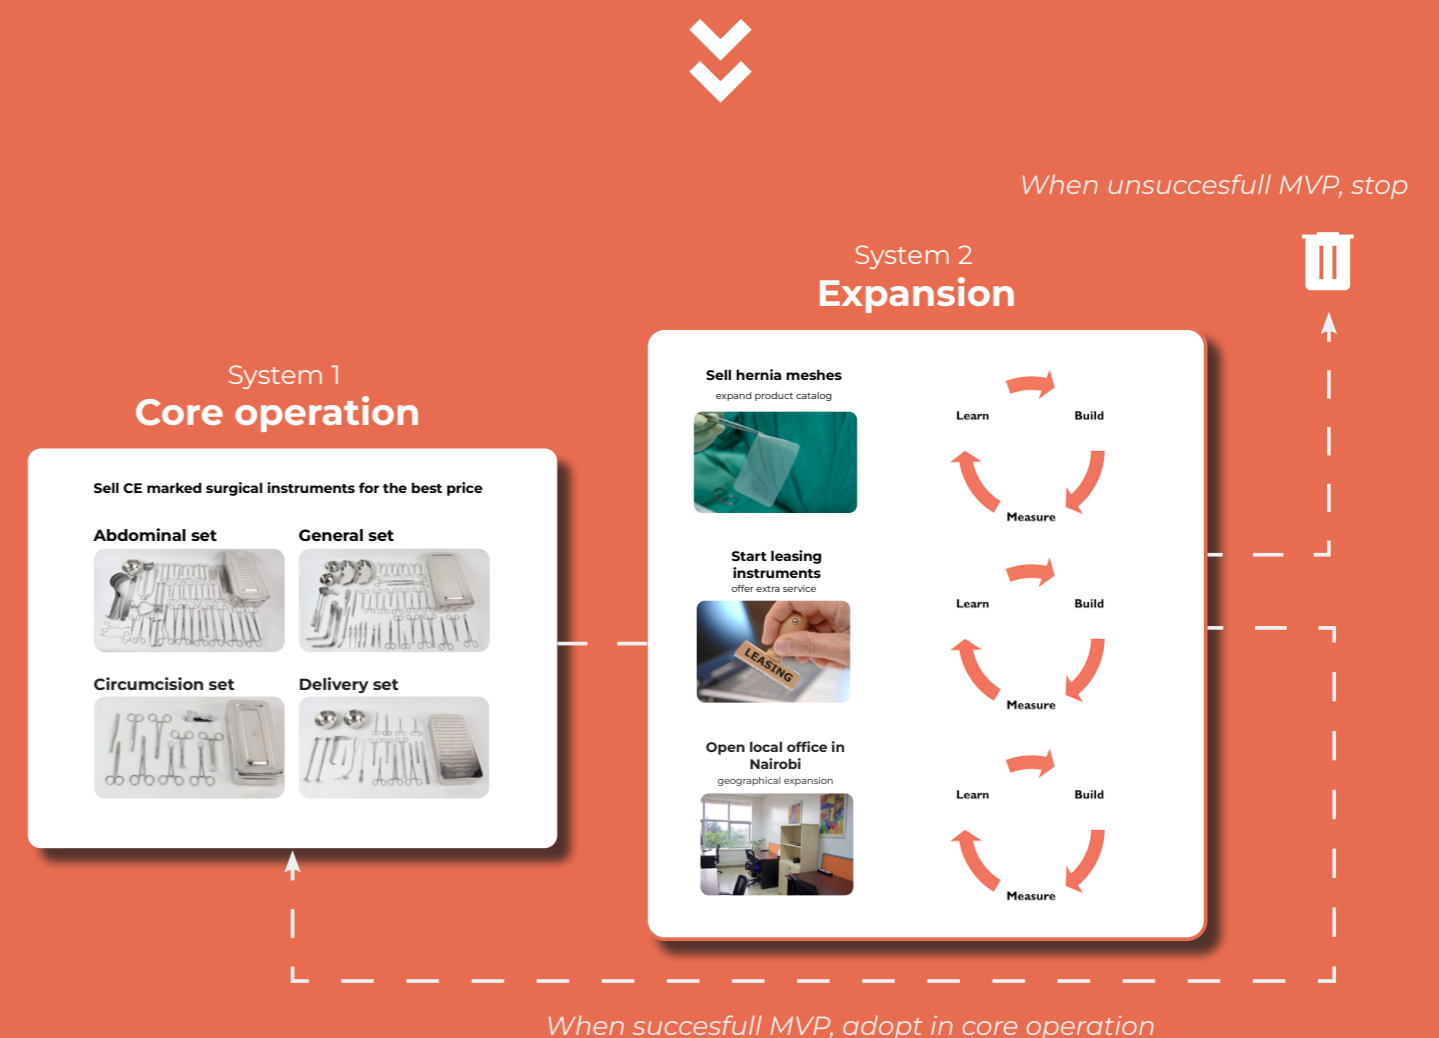 When unsuccesfull MVP, stop
System 2
Expansion
System 1
Core operation
Sell CE marked surgical instruments for the best price
Abdominal set
General set
Circumcision set
Delivery set
Sell hernia meshes
expand product catalog
Learn
Build
Measure
Start leasing
instruments
offer extra service
LEASING
Learn
Build
Measure
Open local office in
Nairobi
geographical expansion
Learn
Build
Measure
When succesfull MVP, adopt in core operation